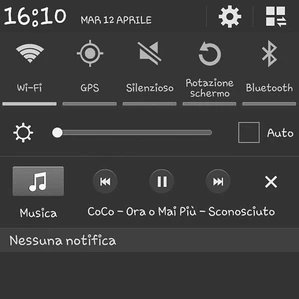 16:10 MAR 12 APRILE
Wi-Fi GPS Silenzioso Rotazione schermo Bluetooth
Auto
Musica CoCo – Ora o Mai Più – Sconosciuto
Nessuna notifica